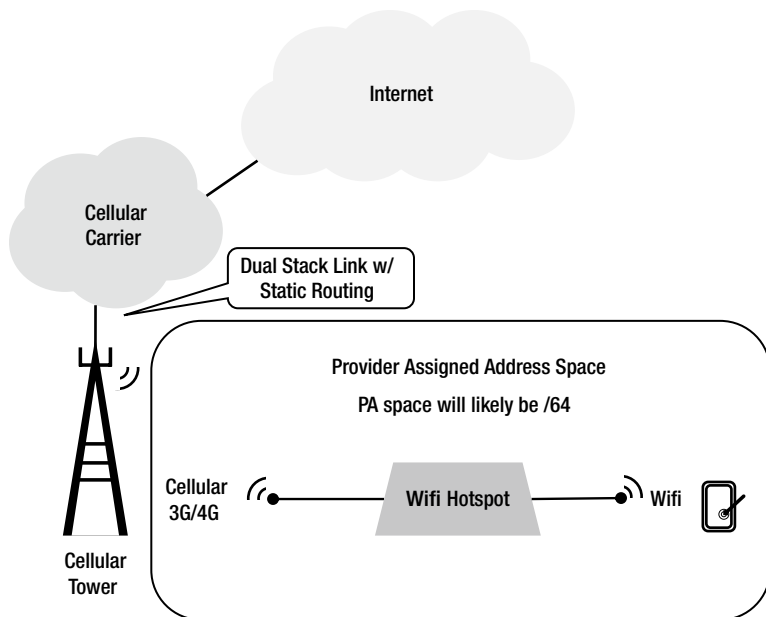 Internet
Cellular
Carrier
Dual Stack Link w/
Static Routing
Provider Assigned Address Space
PA space will likely be /64
Cellular
3G/4G
Wifi Hotspot
Wifi
Cellular
Tower